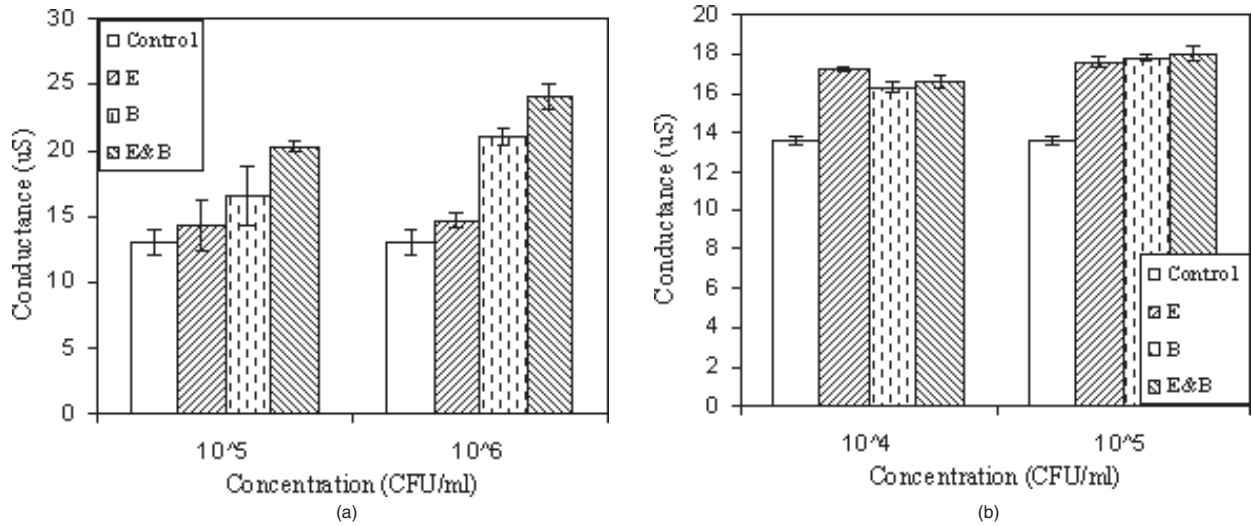 30
25
20
15
10
5
0
Conductance (uS)
Control
E
B
E&B
10^5
10^6
Concentration (CFU/ml)
(a)
20
18
16
14
12
10
8
6
4
2
0
Conductance (uS)
Control
E
B
E&B
10^4
10^5
Concentration (CFU/ml)
(b)